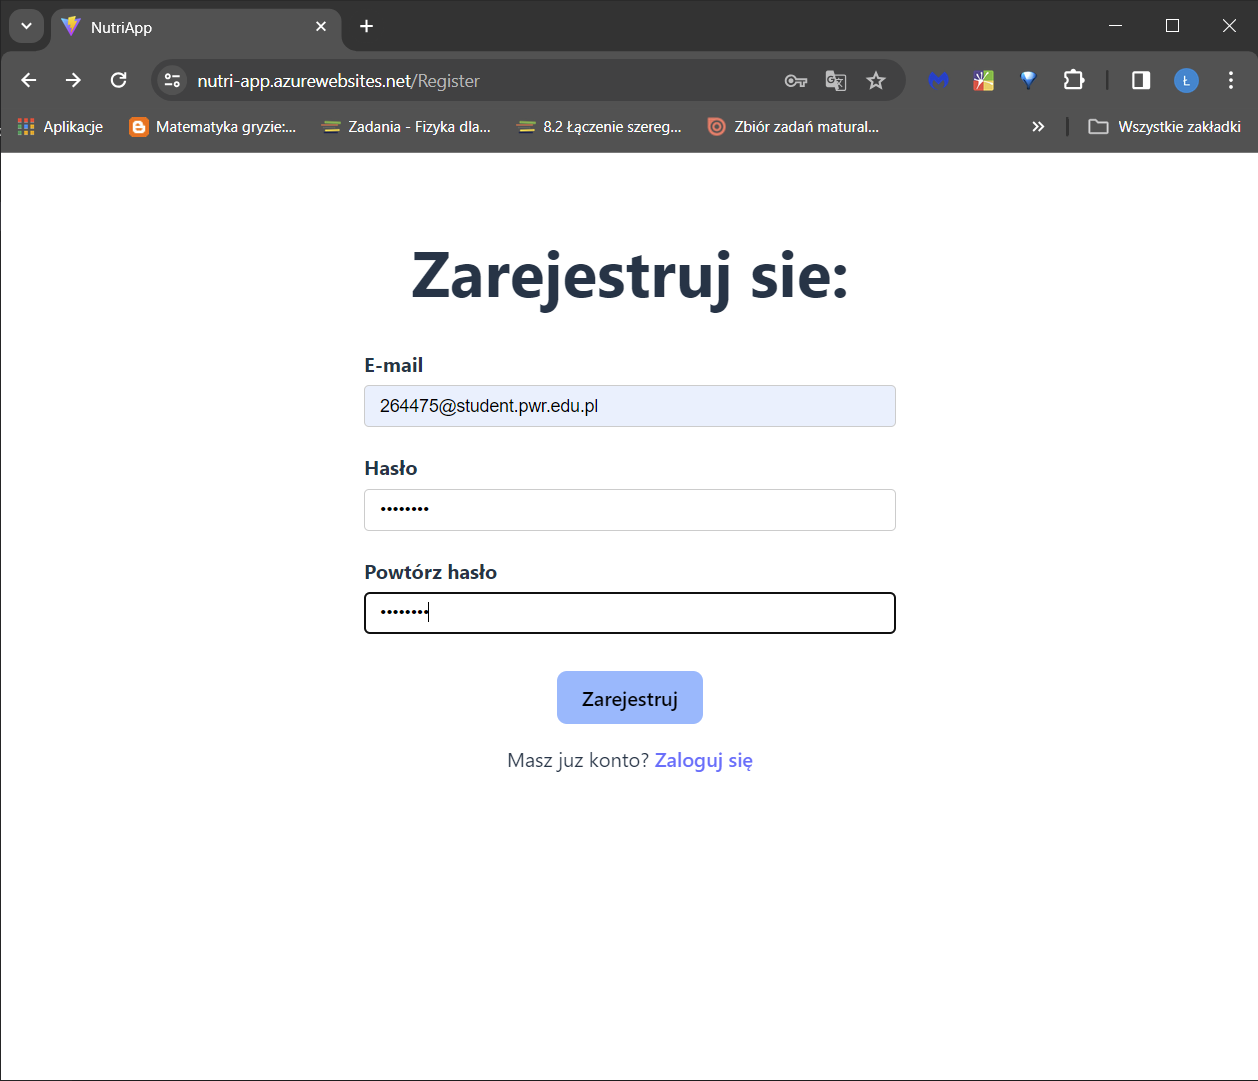 NutriApp
nutri-app.azurewebsites.net/Register
Ł
Aplikacje
Matematyka gryzie:...
Zadania - Fizyka dla...
8.2 Łączenie szereg...
Zbiór zadań matural...
Wszystkie zakładki
Zarejestruj sie:
E-mail
264475@student.pwr.edu.pl
Hasło
••••••••
Powtórz hasło
••••••••
Zarejestruj
Masz juz konto? Zaloguj się